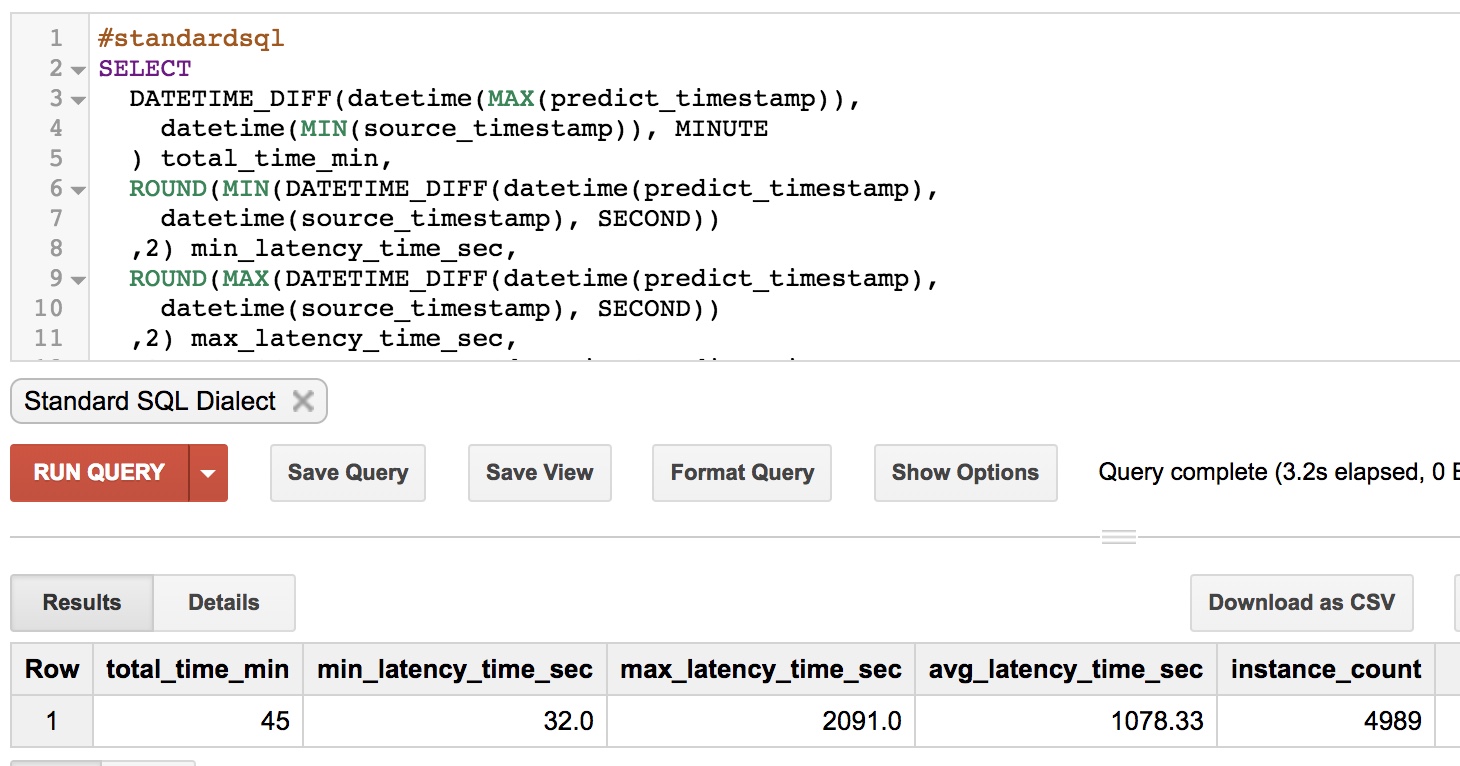 1 #standardsql
2 SELECT
3 DATETIME_DIFF(datetime(MAX(predict_timestamp)),
4 datetime(MIN(source_timestamp)), MINUTE
5 ) total_time_min,
6 ROUND(MIN(DATETIME_DIFF(datetime(predict_timestamp),
7 datetime(source_timestamp), SECOND))
8 ,2) min_latency_time_sec,
9 ROUND(MAX(DATETIME_DIFF(datetime(predict_timestamp),
10 datetime(source_timestamp), SECOND))
11 ,2) max_latency_time_sec,
Standard SQL Dialect
RUN QUERY Save Query Save View Format Query Show Options Query complete (3.2s elapsed, 0
Results Details Download as CSV
Row total_time_min min_latency_time_sec max_latency_time_sec avg_latency_time_sec instance_count
1 45 32.0 2091.0 1078.33 4989